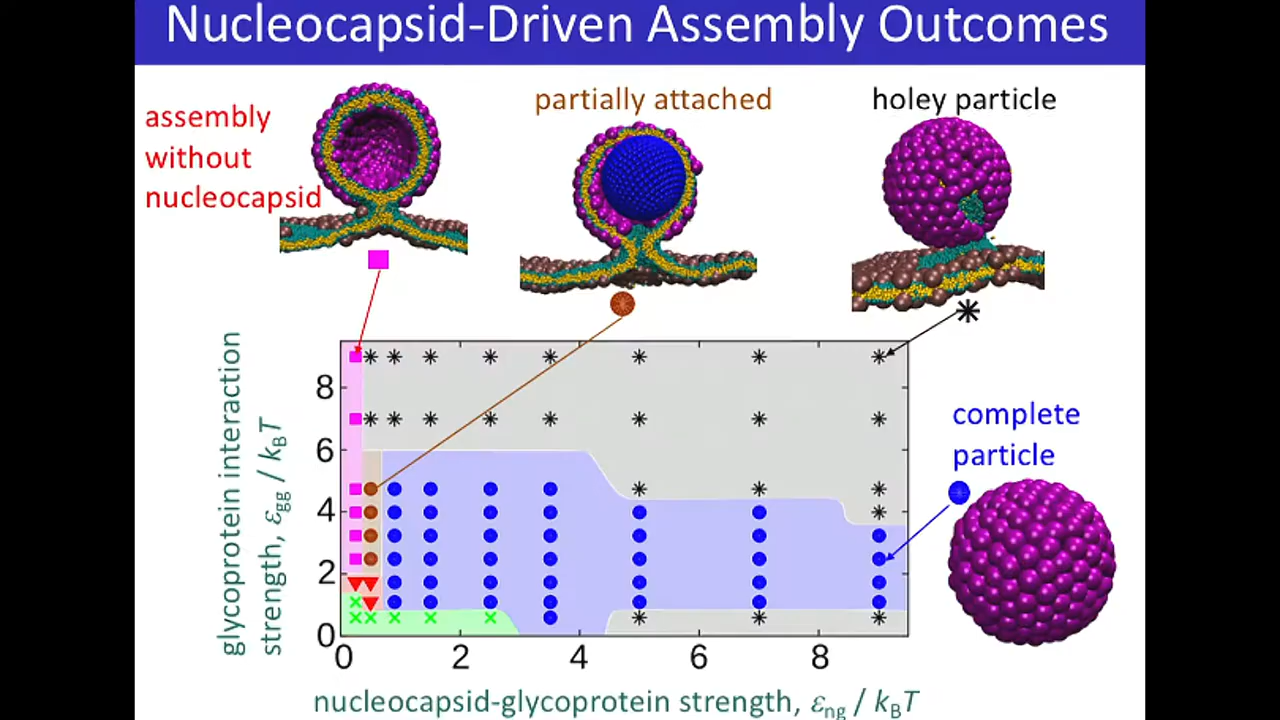 Nucleocapsid-Driven Assembly Outcomes
assembly
without
nucleocapsid
partially attached
holey particle
complete
particle
glycoprotein interaction
strength, εgg / kBT
8
6
4
2
0
0 2 4 6 8
nucleocapsid-glycoprotein strength, εng / kBT